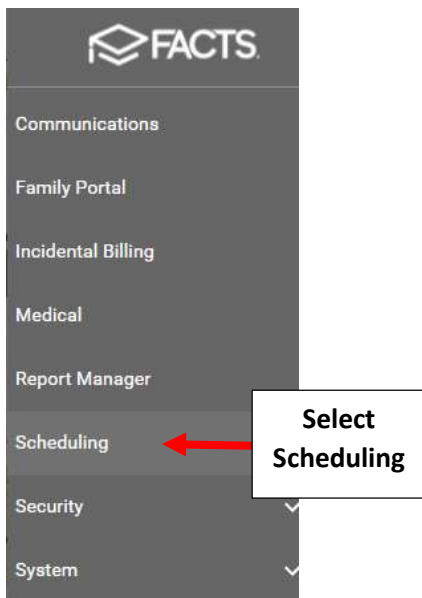 FACTS.
Communications
Family Portal
Incidental Billing
Medical
Report Manager
Scheduling
Select
Scheduling
Security
System